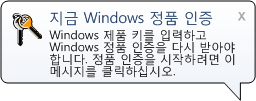 지금 Windows 정품 인증
Windows 제품 키를 입력하고
Windows 정품 인증을 다시 받아야
합니다. 정품 인증을 시작하려면 이
메시지를 클릭하십시오.